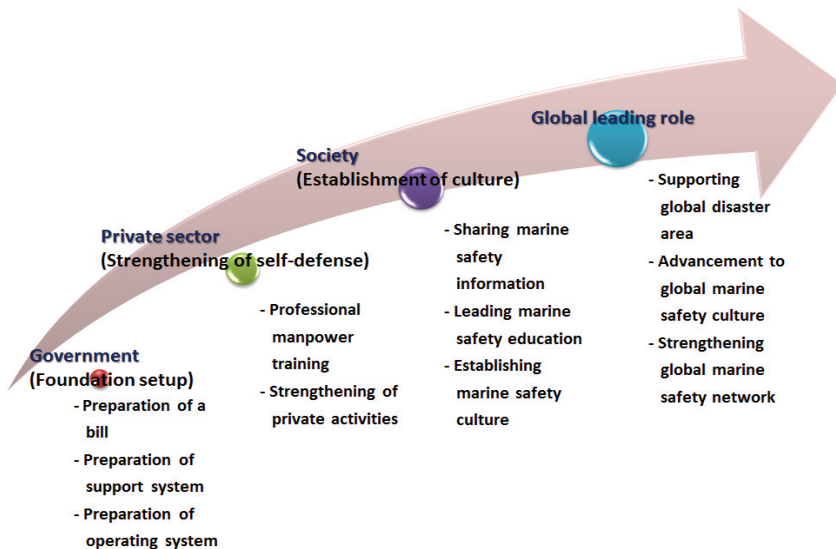 Government
(Foundation setup)
- Preparation of a
bill
- Preparation of
support system
- Preparation of
operating system
Private sector
(Strengthening of self-defense)
- Professional
manpower
training
- Strengthening of
private activities
Society
(Establishment of culture)
- Sharing marine
safety
information
- Leading marine
safety education
- Establishing
marine safety
culture
Global leading role
- Supporting
global disaster
area
- Advancement to
global marine
safety culture
- Strengthening
global marine
safety network